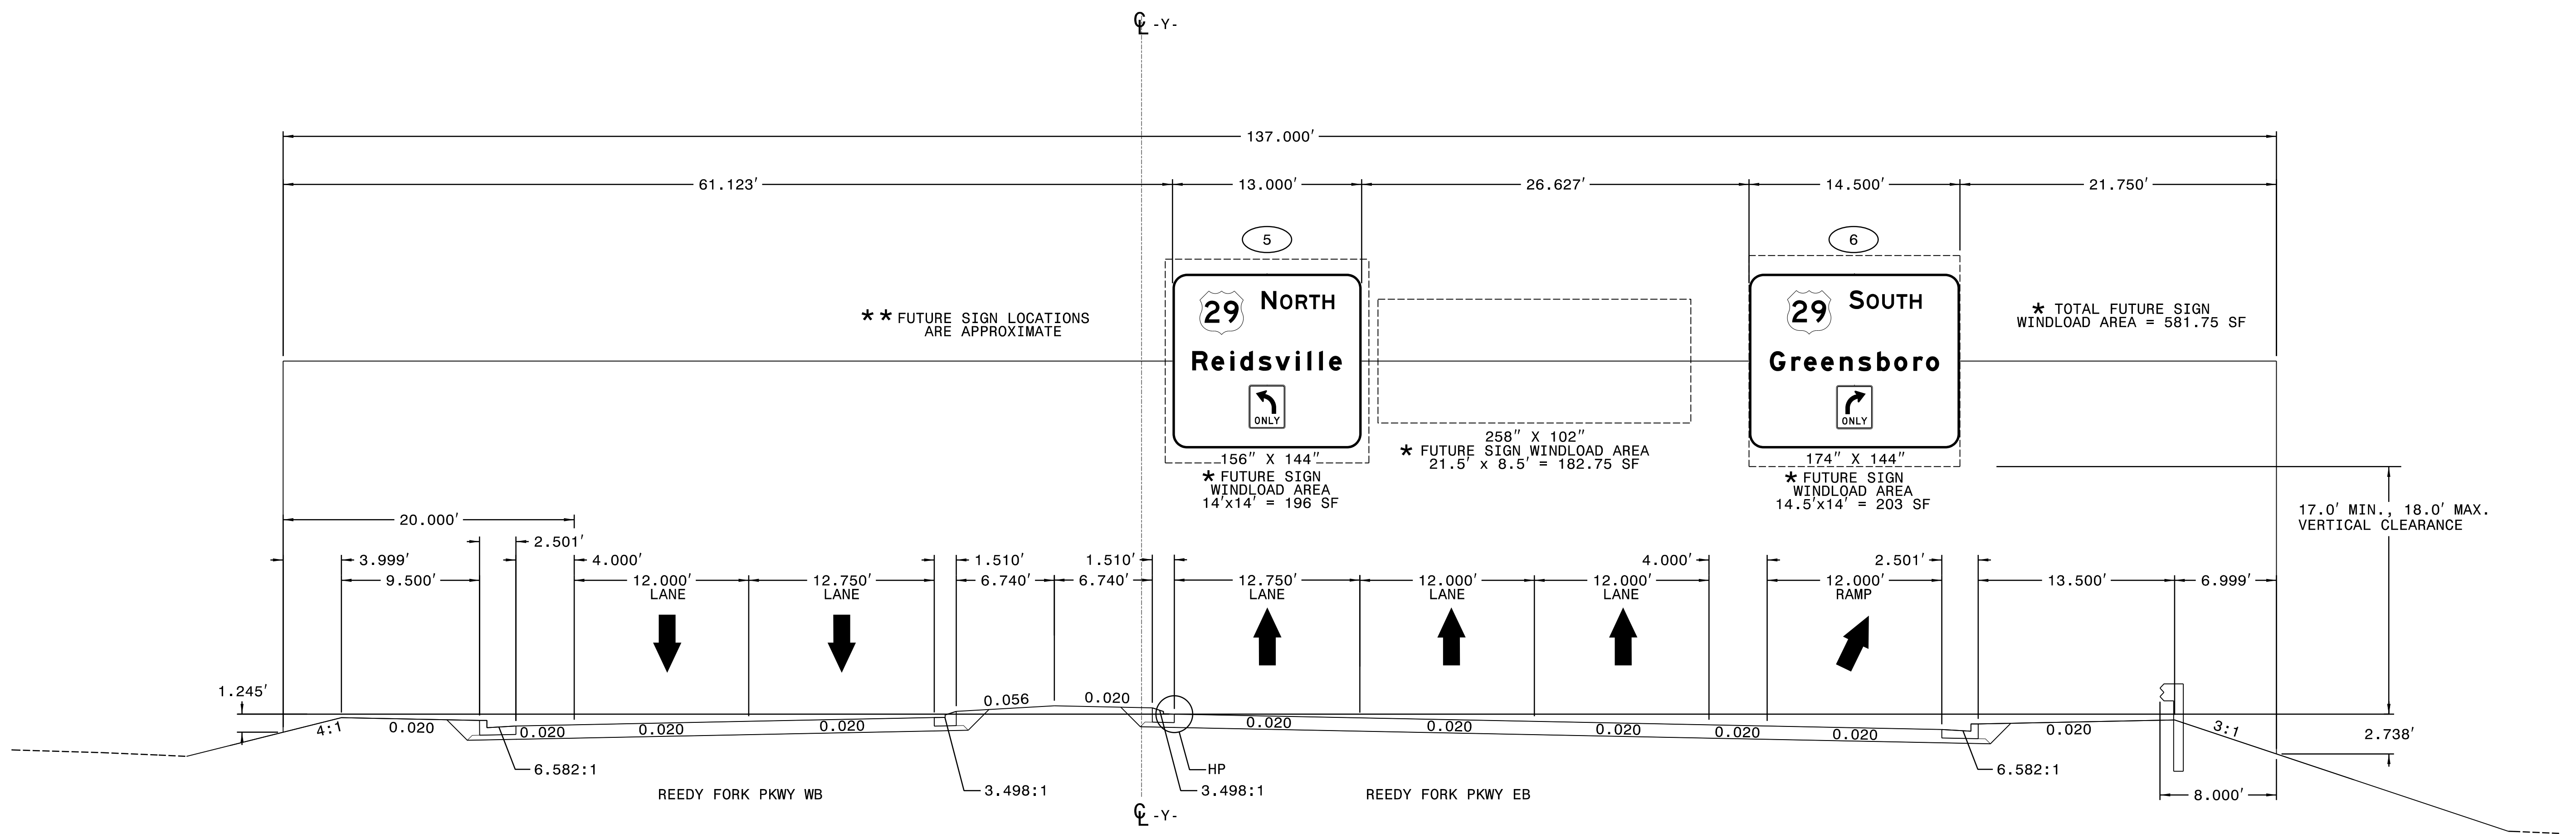 ℄ -Y-
137.000'
61.123'
13.000'
26.627'
14.500'
21.750'
5
6
29 NORTH
Reidsville
ONLY
29 SOUTH
Greensboro
ONLY
** FUTURE SIGN LOCATIONS
ARE APPROXIMATE
* TOTAL FUTURE SIGN
WINDLOAD AREA = 581.75 SF
156" X 144"
* FUTURE SIGN
WINDLOAD AREA
14'x14' = 196 SF
258" X 102"
* FUTURE SIGN WINDLOAD AREA
21.5' x 8.5' = 182.75 SF
174" X 144"
* FUTURE SIGN
WINDLOAD AREA
14.5'x14' = 203 SF
17.0' MIN., 18.0' MAX.
VERTICAL CLEARANCE
20.000'
2.501'
3.999'
4.000'
1.510'
1.510'
4.000'
2.501'
9.500'
12.000'
LANE
12.750'
LANE
6.740'
6.740'
12.750'
LANE
12.000'
LANE
12.000'
LANE
12.000'
RAMP
13.500'
6.999'
1.245'
4:1
0.020
0.020
0.020
0.020
0.056
0.020
0.020
0.020
0.020
0.020
0.020
0.020
3:1
2.738'
6.582:1
3.498:1
HP
3.498:1
6.582:1
8.000'
REEDY FORK PKWY WB
REEDY FORK PKWY EB
℄ -Y-